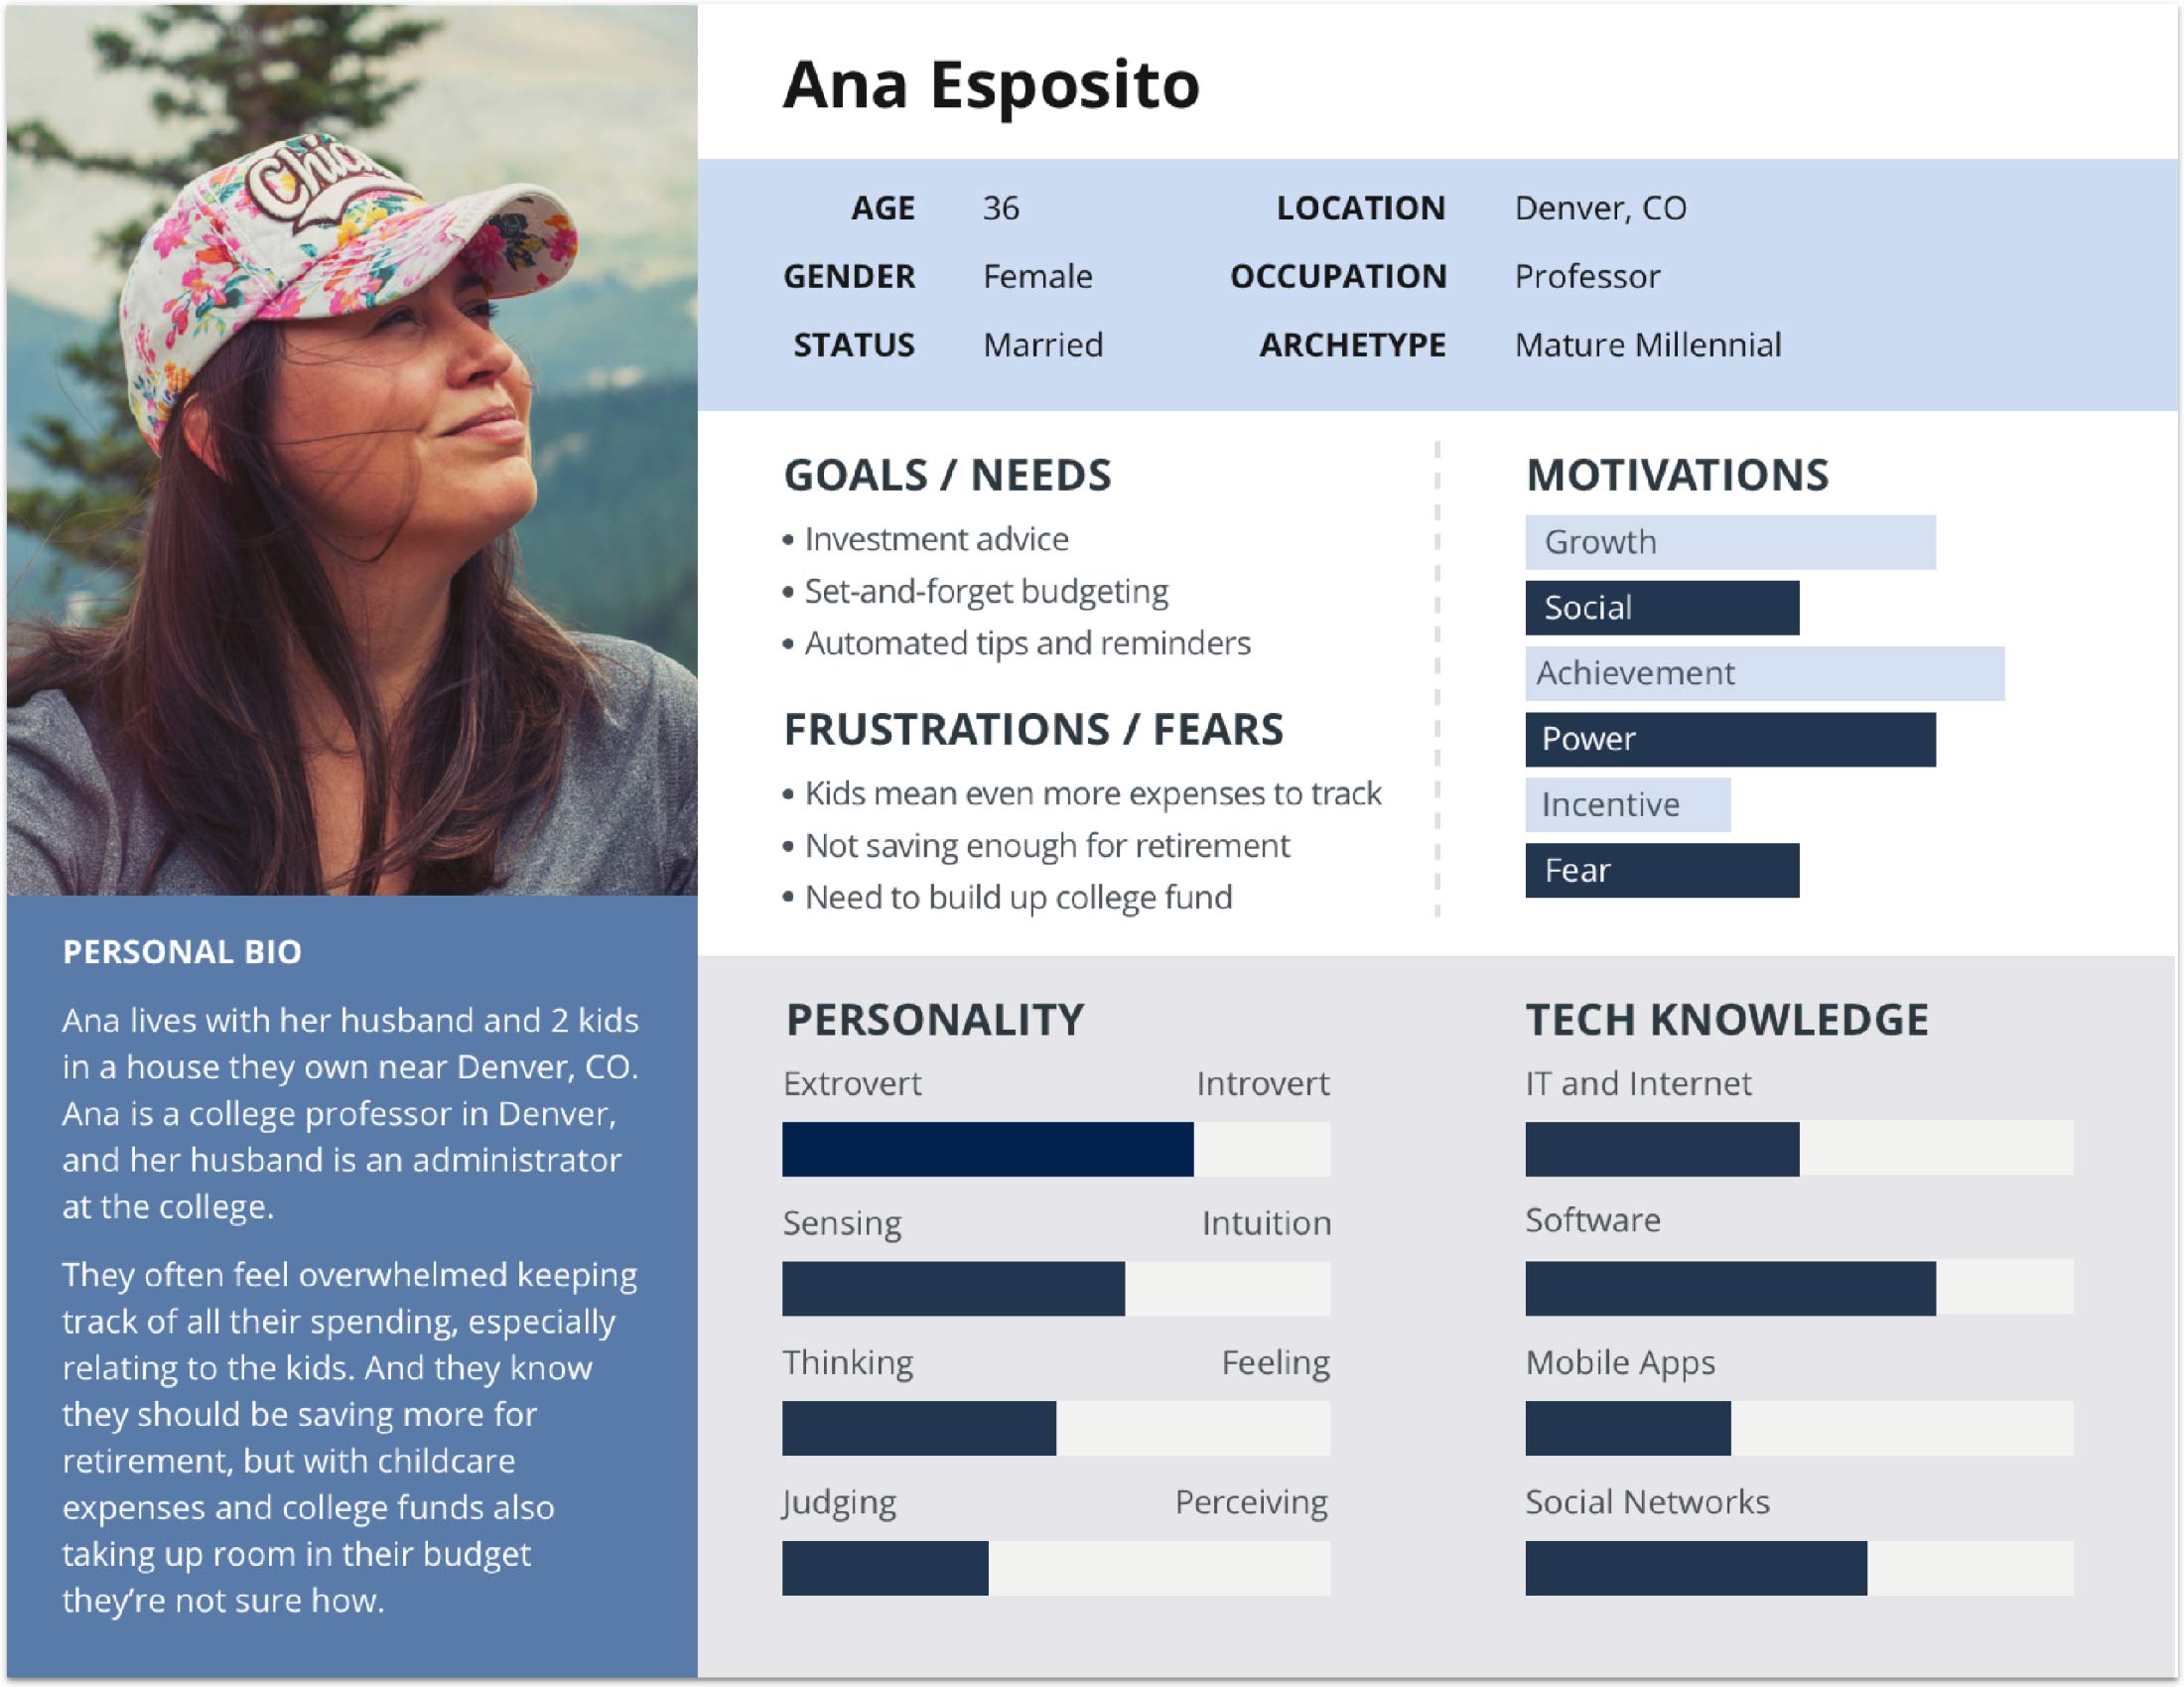 Chic
Ana Esposito
AGE 36 LOCATION Denver, CO
GENDER Female OCCUPATION Professor
STATUS Married ARCHETYPE Mature Millennial
GOALS / NEEDS
• Investment advice
• Set-and-forget budgeting
• Automated tips and reminders
FRUSTRATIONS / FEARS
• Kids mean even more expenses to track
• Not saving enough for retirement
• Need to build up college fund
MOTIVATIONS
Growth
Social
Achievement
Power
Incentive
Fear
PERSONAL BIO
Ana lives with her husband and 2 kids
in a house they own near Denver, CO.
Ana is a college professor in Denver,
and her husband is an administrator
at the college.
They often feel overwhelmed keeping
track of all their spending, especially
relating to the kids. And they know
they should be saving more for
retirement, but with childcare
expenses and college funds also
taking up room in their budget
they’re not sure how.
PERSONALITY
Extrovert Introvert
Sensing Intuition
Thinking Feeling
Judging Perceiving
TECH KNOWLEDGE
IT and Internet
Software
Mobile Apps
Social Networks